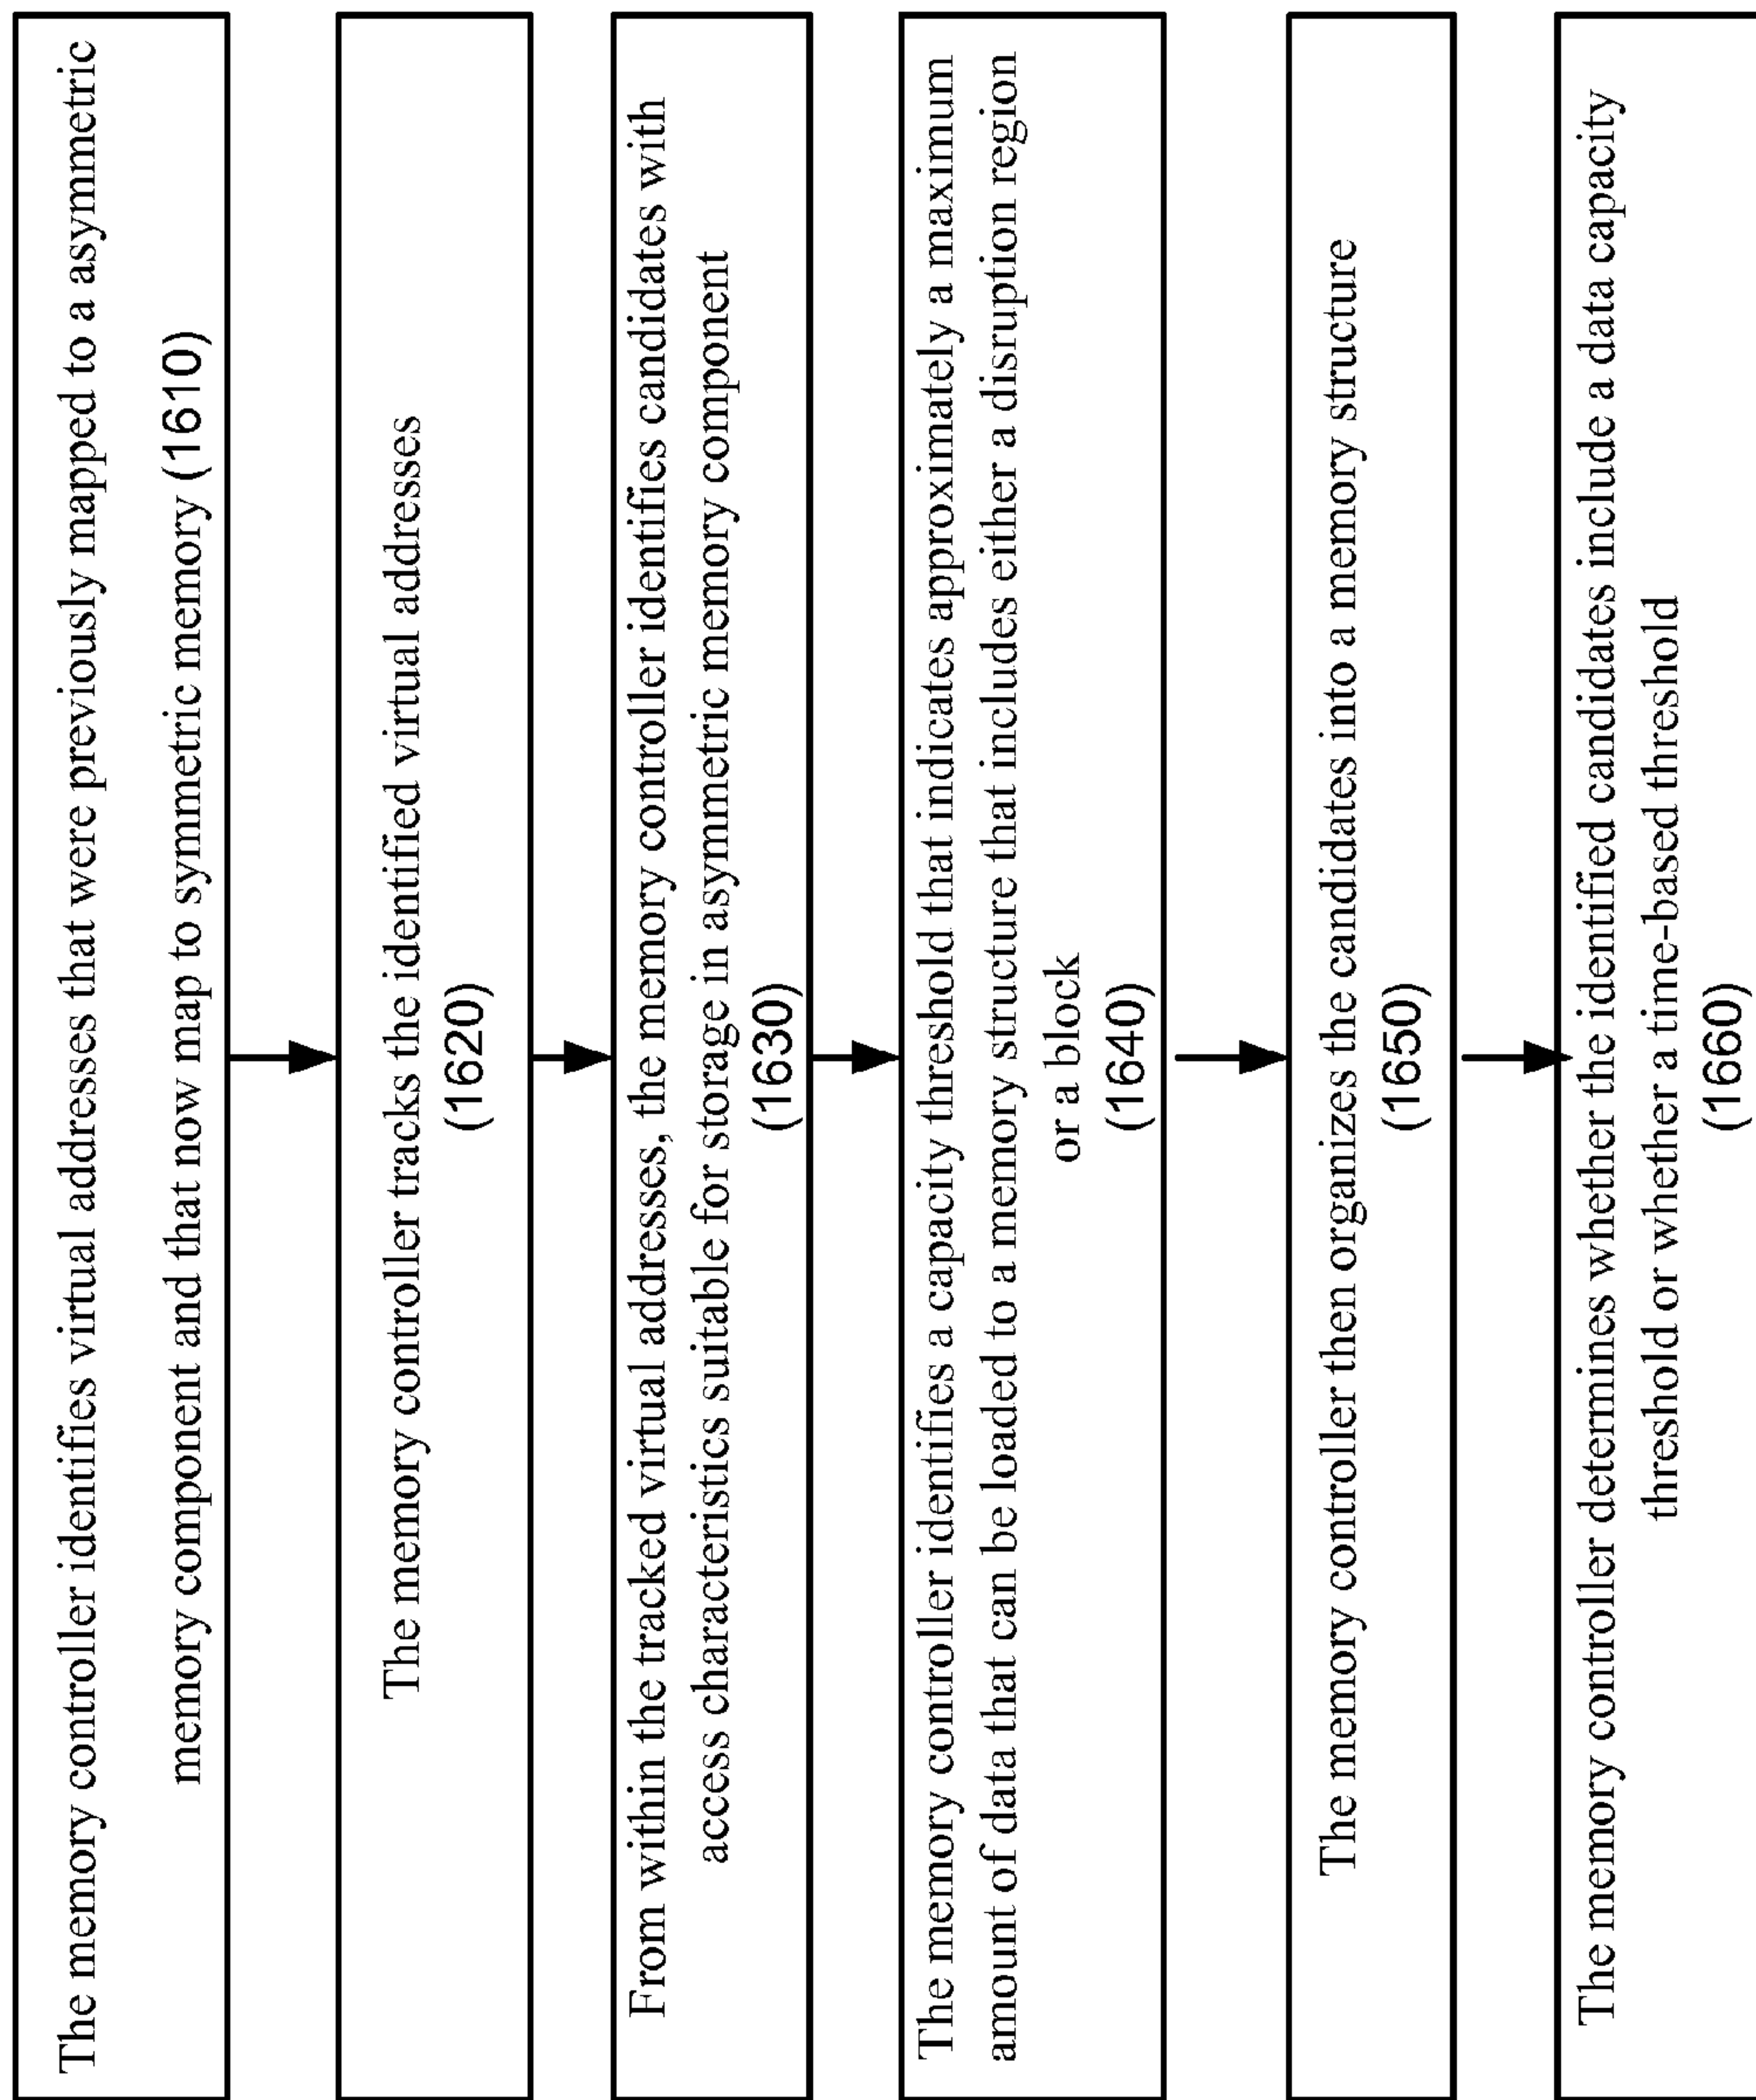 The memory controller identifies virtual addresses that were previously mapped to a asymmetric
memory component and that now map to symmetric memory (1610)
The memory controller tracks the identified virtual addresses
(1620)
From within the tracked virtual addresses, the memory controller identifies candidates with
access characteristics suitable for storage in asymmetric memory component
(1630)
The memory controller identifies a capacity threshold that indicates approximately a maximum
amount of data that can be loaded to a memory structure that includes either a disruption region
or a block
(1640)
The memory controller then organizes the candidates into a memory structure
(1650)
The memory controller determines whether the identified candidates include a data capacity
threshold or whether a time-based threshold
(1660)